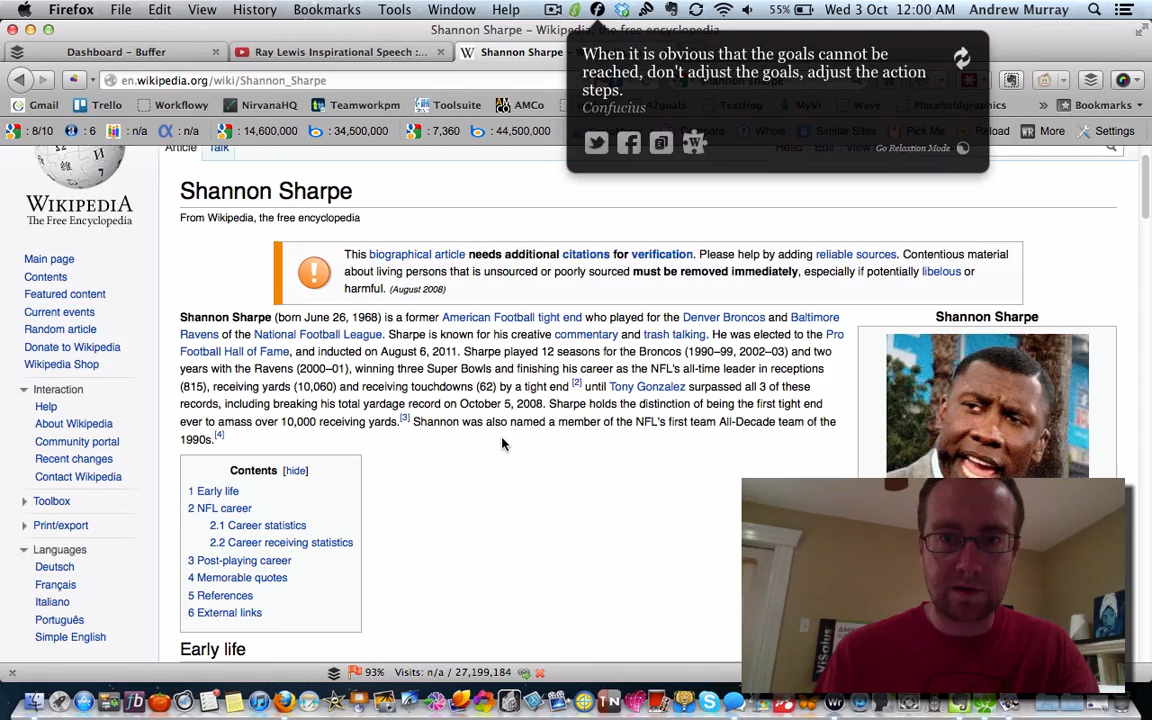 Firefox File Edit View History Bookmarks Tools Window Help 55% Wed 3 Oct 12:00 AM Andrew Murray
Shannon Sharpe – Wikipedia, the free encyclopedia
Dashboard - Buffer
Ray Lewis Inspirational Speech :...
Shannon Sharpe
When it is obvious that the goals cannot be
reached, don't adjust the goals, adjust the action
steps.
Confucius
Go Relaxtion Mode
en.wikipedia.org/wiki/Shannon_Sharpe
Gmail Trello Workflowy NirvanaHQ Teamworkpm Toolsuite AMCo
goals TextHog MyVi Wave Placeholdgraphics » Bookmarks
: 8/10 : 6 : n/a : n/a : 14,600,000 : 34,500,000 : 7,360 : 44,500,000
Whois Similar Sites Pick Me Reload More Settings
Article Talk Read
WIKIPEDIA
The Free Encyclopedia
Main page
Contents
Featured content
Current events
Random article
Donate to Wikipedia
Wikipedia Shop
Interaction
Help
About Wikipedia
Community portal
Recent changes
Contact Wikipedia
Toolbox
Print/export
Languages
Deutsch
Français
Italiano
Português
Simple English
Shannon Sharpe
From Wikipedia, the free encyclopedia
This biographical article needs additional citations for verification. Please help by adding reliable sources. Contentious material
about living persons that is unsourced or poorly sourced must be removed immediately, especially if potentially libelous or
harmful. (August 2008)
Shannon Sharpe (born June 26, 1968) is a former American Football tight end who played for the Denver Broncos and Baltimore
Ravens of the National Football League. Sharpe is known for his creative commentary and trash talking. He was elected to the Pro
Football Hall of Fame, and inducted on August 6, 2011. Sharpe played 12 seasons for the Broncos (1990–99, 2002–03) and two
years with the Ravens (2000–01), winning three Super Bowls and finishing his career as the NFL's all-time leader in receptions
(815), receiving yards (10,060) and receiving touchdowns (62) by a tight end [2] until Tony Gonzalez surpassed all 3 of these
records, including breaking his total yardage record on October 5, 2008. Sharpe holds the distinction of being the first tight end
ever to amass over 10,000 receiving yards.[3] Shannon was also named a member of the NFL's first team All-Decade team of the
1990s.[4]
Shannon Sharpe
Contents [hide]
1 Early life
2 NFL career
2.1 Career statistics
2.2 Career receiving statistics
3 Post-playing career
4 Memorable quotes
5 References
6 External links
Early life
ViSalus
93% Visits: n/a / 27,199,184